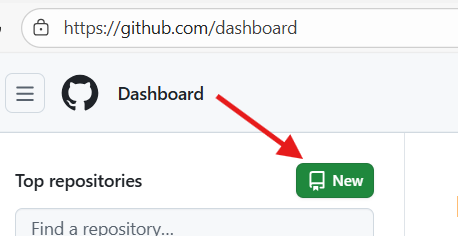 https://github.com/dashboard
Dashboard
Top repositories
New
Find a repository...